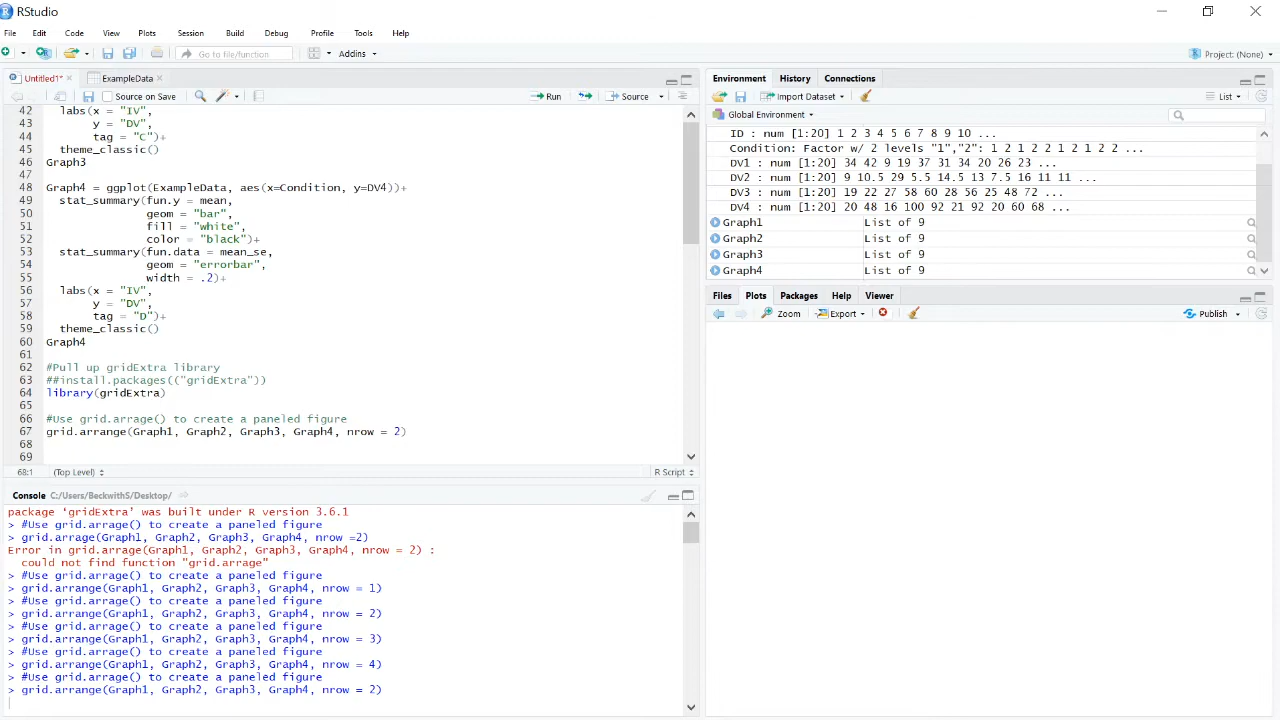 RStudio
File Edit Code View Plots Session Build Debug Profile Tools Help
Go to file/function Addins Project: (None)
Untitled1* ExampleData
Source on Save Run Source
42 labs(x = "IV",
43 y = "DV",
44 tag = "C")+
45 theme_classic()
46 Graph3
47
48 Graph4 = ggplot(ExampleData, aes(x=Condition, y=DV4))+
49 stat_summary(fun.y = mean,
50 geom = "bar",
51 fill = "white",
52 color = "black")+
53 stat_summary(fun.data = mean_se,
54 geom = "errorbar",
55 width = .2)+
56 labs(x = "IV",
57 y = "DV",
58 tag = "D")+
59 theme_classic()
60 Graph4
61
62 #Pull up gridExtra library
63 ##install.packages(("gridExtra"))
64 library(gridExtra)
65
66 #Use grid.arrage() to create a paneled figure
67 grid.arrange(Graph1, Graph2, Graph3, Graph4, nrow = 2)
68
69
68:1 (Top Level) R Script
Console C:/Users/BeckwithS/Desktop/
package ‘gridExtra’ was built under R version 3.6.1
> #Use grid.arrage() to create a paneled figure
> grid.arrage(Graph1, Graph2, Graph3, Graph4, nrow =2)
Error in grid.arrage(Graph1, Graph2, Graph3, Graph4, nrow = 2) :
could not find function "grid.arrage"
> #Use grid.arrage() to create a paneled figure
> grid.arrange(Graph1, Graph2, Graph3, Graph4, nrow = 1)
> #Use grid.arrage() to create a paneled figure
> grid.arrange(Graph1, Graph2, Graph3, Graph4, nrow = 2)
> #Use grid.arrage() to create a paneled figure
> grid.arrange(Graph1, Graph2, Graph3, Graph4, nrow = 3)
> #Use grid.arrage() to create a paneled figure
> grid.arrange(Graph1, Graph2, Graph3, Graph4, nrow = 4)
> #Use grid.arrage() to create a paneled figure
> grid.arrange(Graph1, Graph2, Graph3, Graph4, nrow = 2)
Environment History Connections
Import Dataset List
Global Environment
ID : num [1:20] 1 2 3 4 5 6 7 8 9 10 ...
Condition: Factor w/ 2 levels "1","2": 1 2 1 2 2 1 2 1 2 2 ...
DV1 : num [1:20] 34 42 9 19 37 31 34 20 26 23 ...
DV2 : num [1:20] 9 10.5 29 5.5 14.5 13 7.5 16 11 11 ...
DV3 : num [1:20] 19 22 27 58 60 28 56 25 48 72 ...
DV4 : num [1:20] 20 48 16 100 92 21 92 20 60 68 ...
Graph1 List of 9
Graph2 List of 9
Graph3 List of 9
Graph4 List of 9
Files Plots Packages Help Viewer
Zoom Export Publish